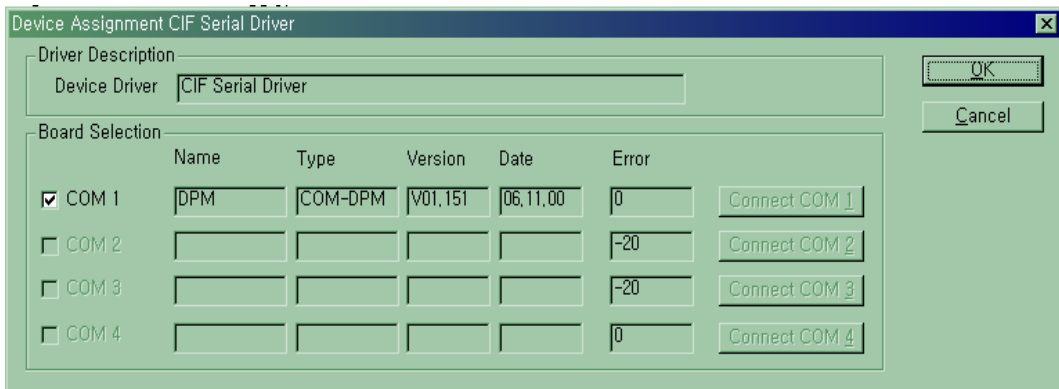 Device Assignment CIF Serial Driver
Driver Description
Device Driver CIF Serial Driver
OK
Cancel
Board Selection
Name Type Version Date Error
COM 1 DPM COM-DPM V01.151 06.11.00 0 Connect COM 1
COM 2 -20 Connect COM 2
COM 3 -20 Connect COM 3
COM 4 0 Connect COM 4